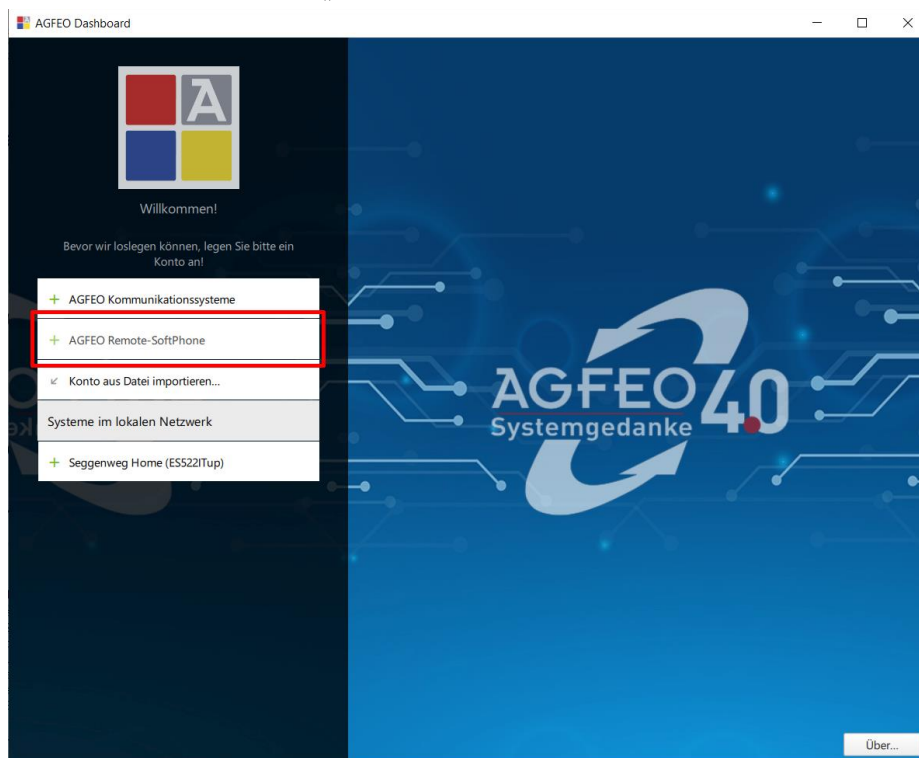 AGFEO Dashboard
A
Willkommen!
Bevor wir loslegen können, legen Sie bitte ein
Konto an!
+ AGFEO Kommunikationssysteme
+ AGFEO Remote-SoftPhone
Konto aus Datei importieren...
Systeme im lokalen Netzwerk
+ Seggenweg Home (ES522ITup)
AGFEO 4.0
Systemgedanke
Über...